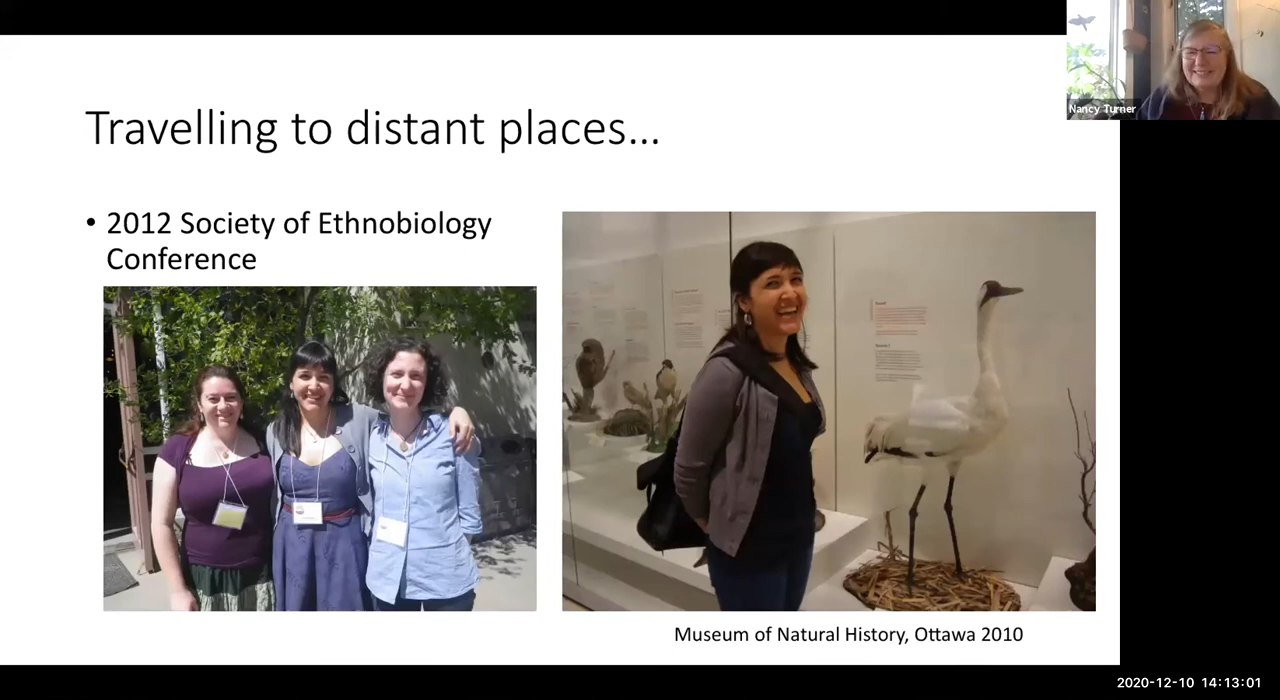 Nancy Turner
Travelling to distant places...
• 2012 Society of Ethnobiology
Conference
Museum of Natural History, Ottawa 2010
2020-12-10 14:13:01